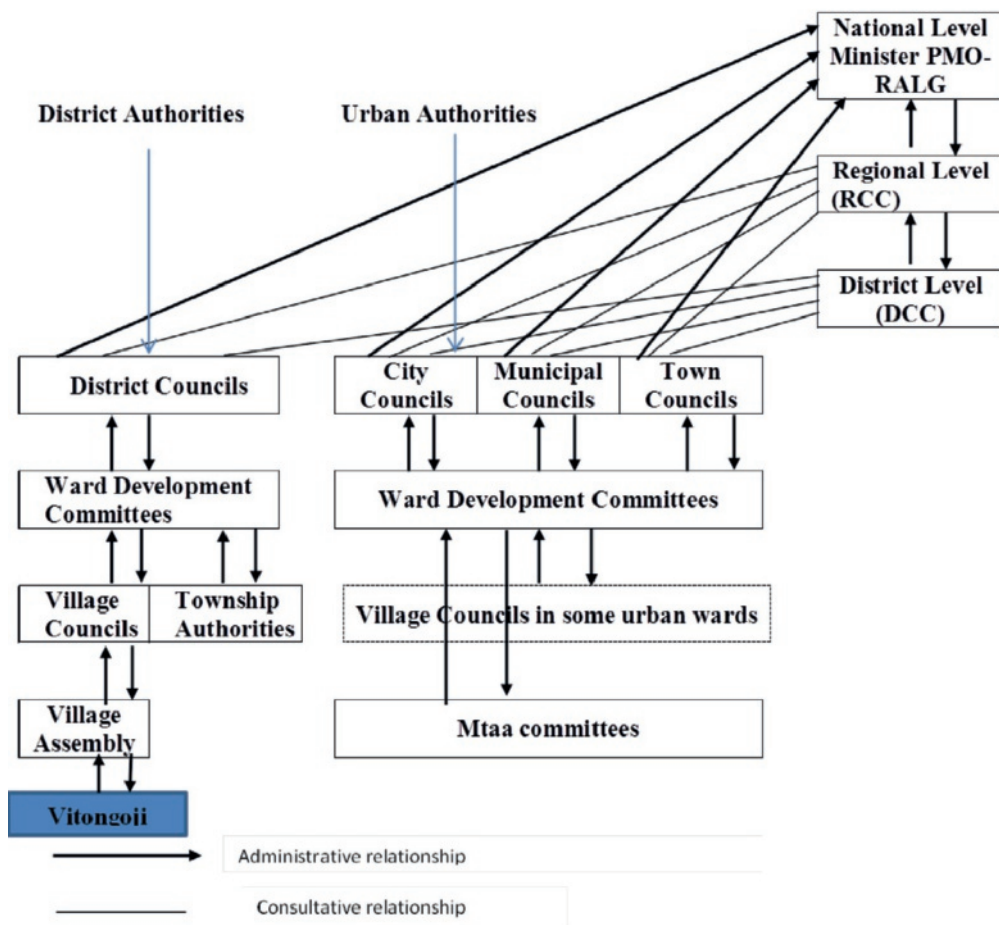 National Level
Minister PMO-
RALG
District Authorities
Urban Authorities
Regional Level
(RCC)
District Level
(DCC)
District Councils
City
Councils
Municipal
Councils
Town
Councils
Ward Development
Committees
Ward Development Committees
Village
Councils
Township
Authorities
Village Councils in some urban wards
Village
Assembly
Mtaa committees
Vitongoji
Administrative relationship
Consultative relationship